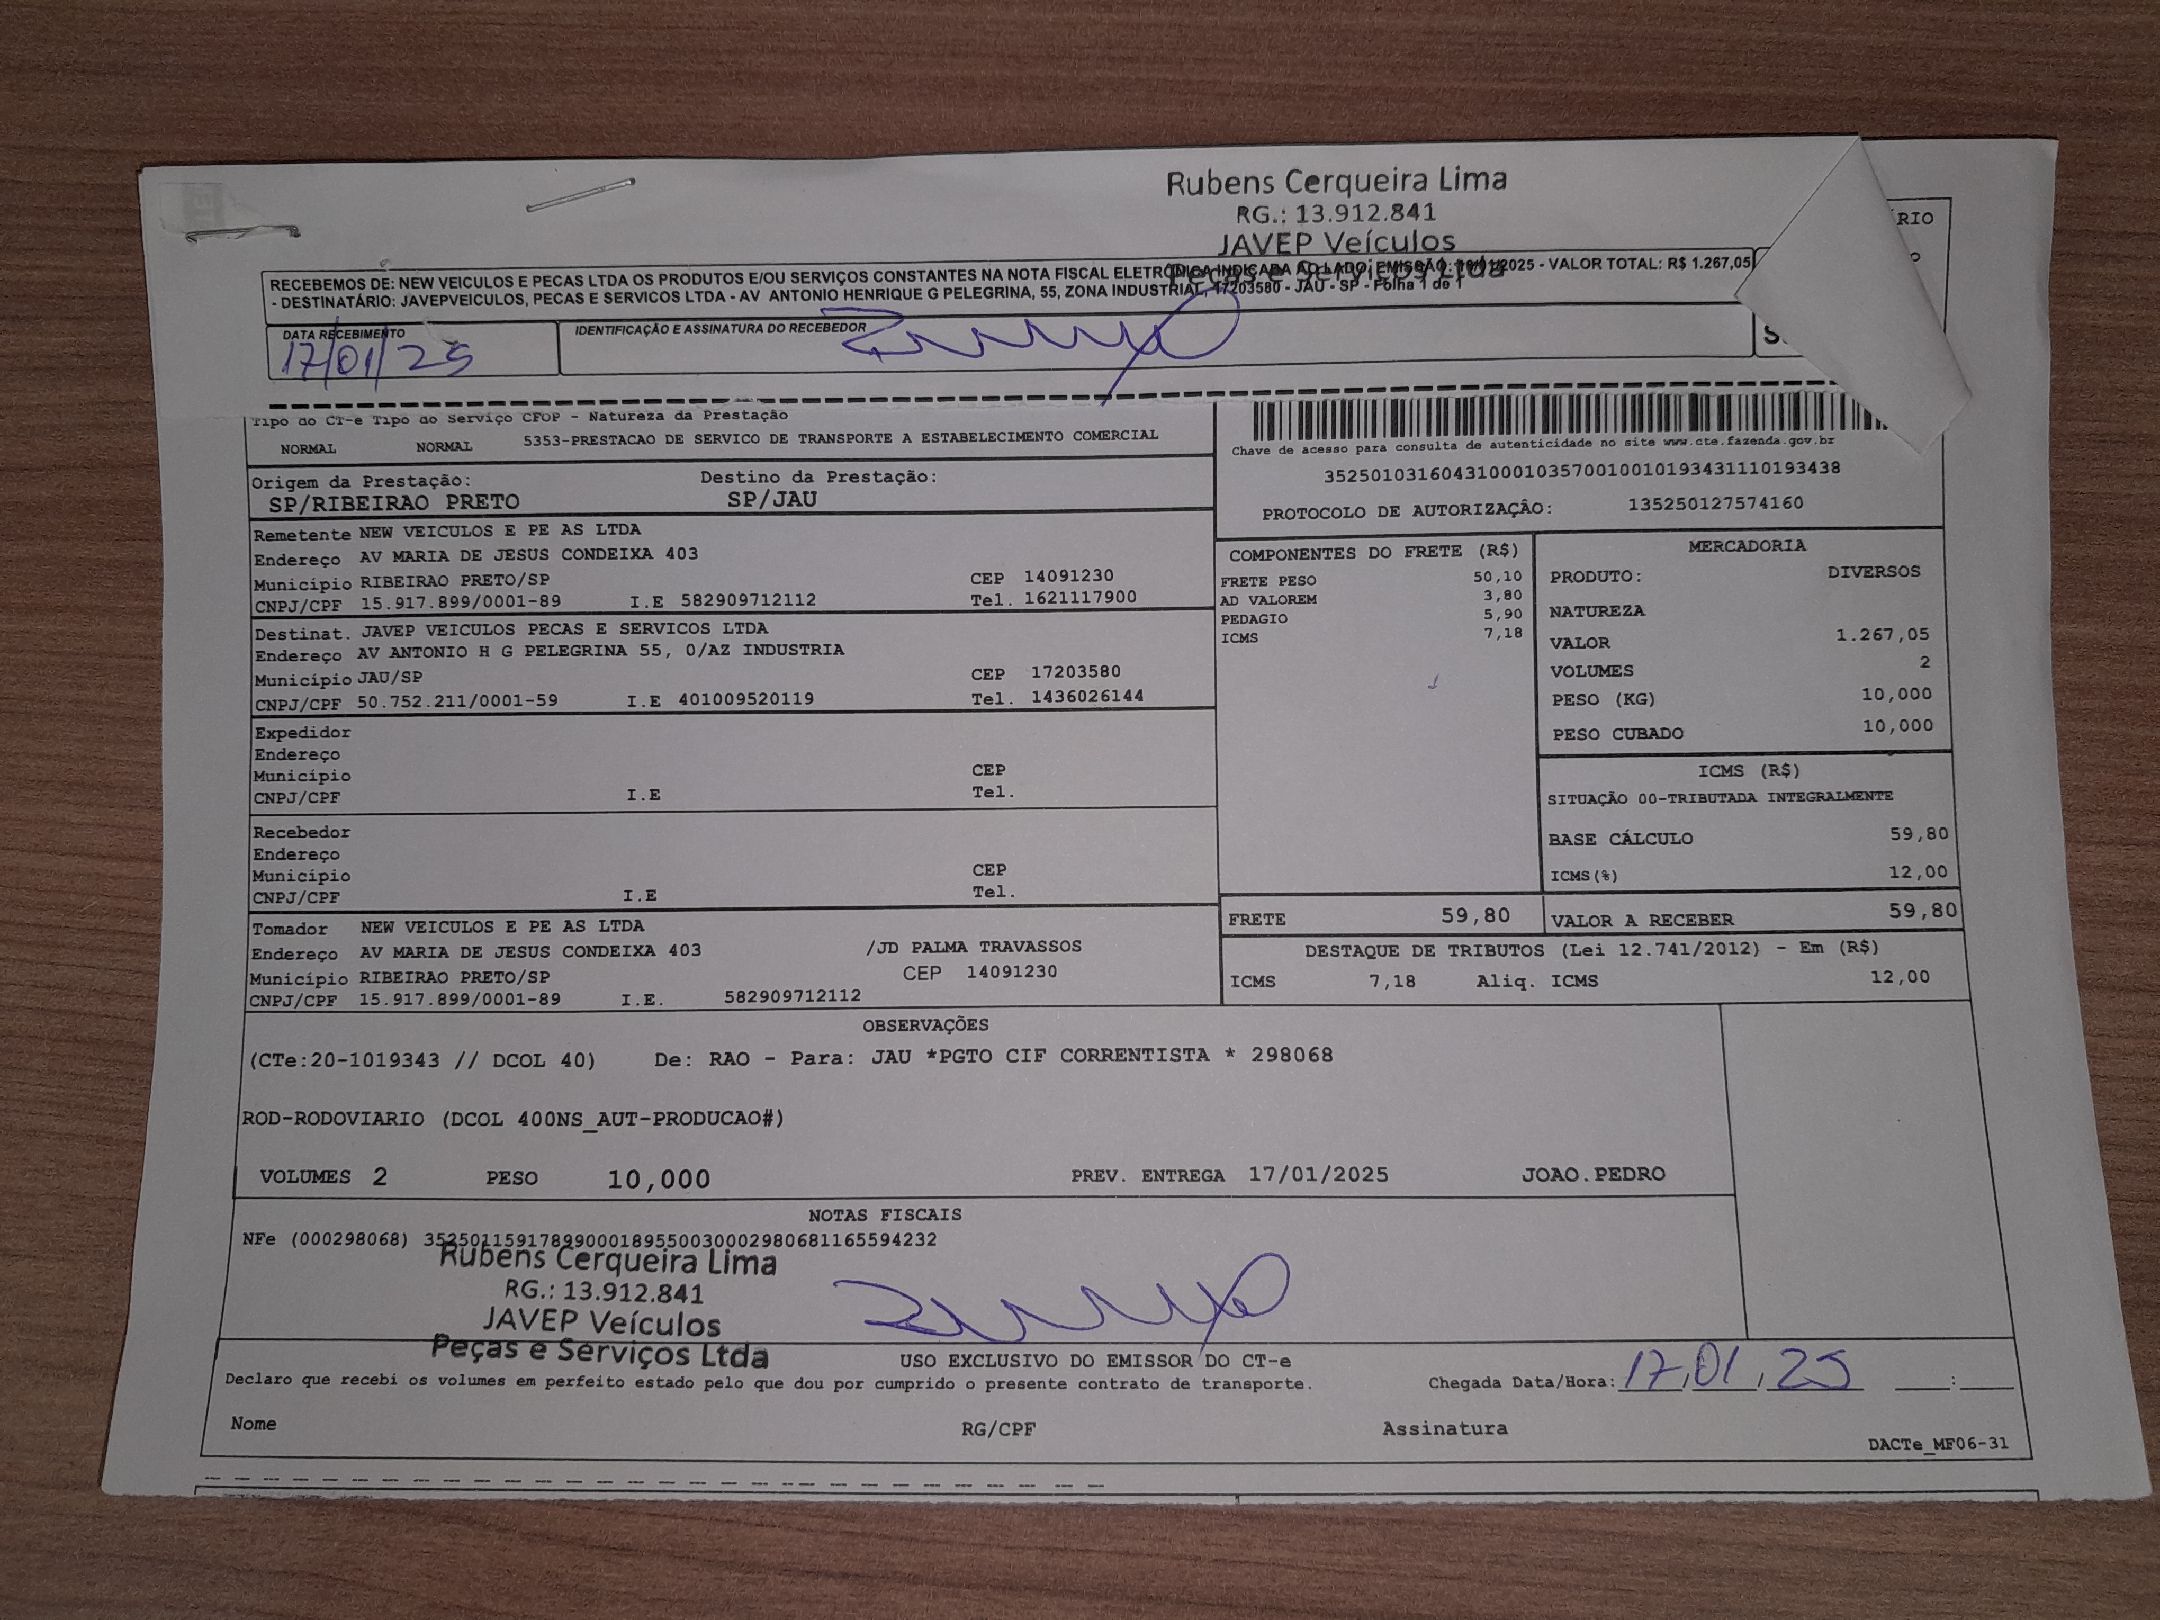 Rubens Cerqueira Lima
RG.: 13.912.841
JAVEP Veículos
Peças e Serviços Ltda
RIO
RECEBEMOS DE: NEW VEICULOS E PECAS LTDA OS PRODUTOS E/OU SERVIÇOS CONSTANTES NA NOTA FISCAL ELETRÔNICA INDICADA AO LADO. EMISSÃO: 16/01/2025 - VALOR TOTAL: R$ 1.267,05
- DESTINATÁRIO: JAVEPVEICULOS, PECAS E SERVICOS LTDA - AV ANTONIO HENRIQUE G PELEGRINA, 55, ZONA INDUSTRIAL, 17203580 - JAU - SP - Folha 1 de 1
DATA RECEBIMENTO IDENTIFICAÇÃO E ASSINATURA DO RECEBEDOR
17/01/25
Tipo do CT-e Tipo do Serviço CFOP - Natureza da Prestação
NORMAL NORMAL 5353-PRESTACAO DE SERVICO DE TRANSPORTE A ESTABELECIMENTO COMERCIAL
Chave de acesso para consulta de autenticidade no site www.cte.fazenda.gov.br
35250103160431000103570010010193431110193438
PROTOCOLO DE AUTORIZAÇÃO: 135250127574160
Origem da Prestação: Destino da Prestação:
SP/RIBEIRAO PRETO SP/JAU
Remetente NEW VEICULOS E PE AS LTDA
Endereço AV MARIA DE JESUS CONDEIXA 403
Município RIBEIRAO PRETO/SP CEP 14091230
CNPJ/CPF 15.917.899/0001-89 I.E 582909712112 Tel. 1621117900
Destinat. JAVEP VEICULOS PECAS E SERVICOS LTDA
Endereço AV ANTONIO H G PELEGRINA 55, 0/AZ INDUSTRIA
Município JAU/SP CEP 17203580
CNPJ/CPF 50.752.211/0001-59 I.E 401009520119 Tel. 1436026144
Expedidor
Endereço
Município CEP
CNPJ/CPF I.E Tel.
Recebedor
Endereço
Município CEP
CNPJ/CPF I.E Tel.
Tomador NEW VEICULOS E PE AS LTDA
Endereço AV MARIA DE JESUS CONDEIXA 403 /JD PALMA TRAVASSOS
Município RIBEIRAO PRETO/SP CEP 14091230
CNPJ/CPF 15.917.899/0001-89 I.E. 582909712112
COMPONENTES DO FRETE (R$)
FRETE PESO 50,10
AD VALOREM 3,80
PEDAGIO 5,90
ICMS 7,18
MERCADORIA
PRODUTO: DIVERSOS
NATUREZA
VALOR 1.267,05
VOLUMES 2
PESO (KG) 10,000
PESO CUBADO 10,000
ICMS (R$)
SITUAÇÃO 00-TRIBUTADA INTEGRALMENTE
BASE CÁLCULO 59,80
ICMS(%) 12,00
FRETE 59,80 VALOR A RECEBER 59,80
DESTAQUE DE TRIBUTOS (Lei 12.741/2012) - Em (R$)
ICMS 7,18 Aliq. ICMS 12,00
OBSERVAÇÕES
(CTe:20-1019343 // DCOL 40) De: RAO - Para: JAU *PGTO CIF CORRENTISTA * 298068
ROD-RODOVIARIO (DCOL 400NS_AUT-PRODUCAO#)
VOLUMES 2 PESO 10,000 PREV. ENTREGA 17/01/2025 JOAO.PEDRO
NOTAS FISCAIS
NFe (000298068) 35250115917899000189550030002980681165594232
Rubens Cerqueira Lima
RG.: 13.912.841
JAVEP Veículos
Peças e Serviços Ltda
USO EXCLUSIVO DO EMISSOR DO CT-e
Declaro que recebi os volumes em perfeito estado pelo que dou por cumprido o presente contrato de transporte. Chegada Data/Hora: 17/01/25 ___:___
Nome RG/CPF Assinatura
DACTe_MF06-31